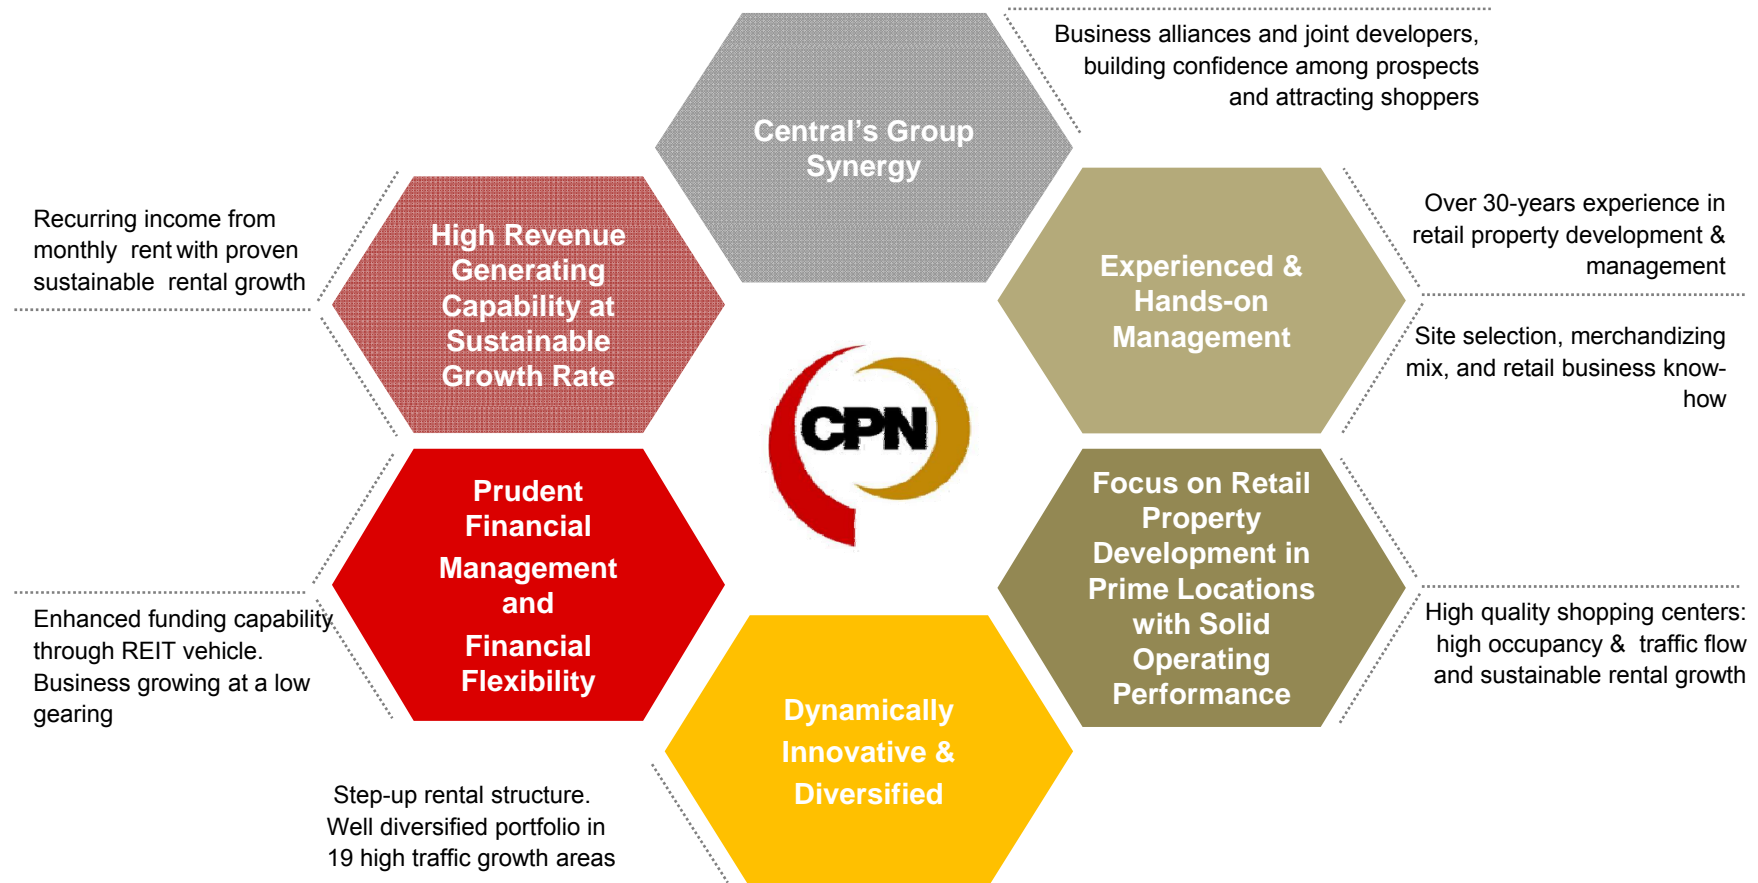 Business alliances and joint developers,
building confidence among prospects
and attracting shoppers
Central’s Group
Synergy
Recurring income from
monthly rent with proven
sustainable rental growth
High Revenue
Generating
Capability at
Sustainable
Growth Rate
Experienced &
Hands-on
Management
Over 30-years experience in
retail property development &
management
Site selection, merchandizing
mix, and retail business know-
how
CPN
Prudent
Financial
Management
and
Financial
Flexibility
Focus on Retail
Property
Development in
Prime Locations
with Solid
Operating
Performance
Enhanced funding capability
through REIT vehicle.
Business growing at a low
gearing
High quality shopping centers:
high occupancy & traffic flow
and sustainable rental growth
Dynamically
Innovative &
Diversified
Step-up rental structure.
Well diversified portfolio in
19 high traffic growth areas